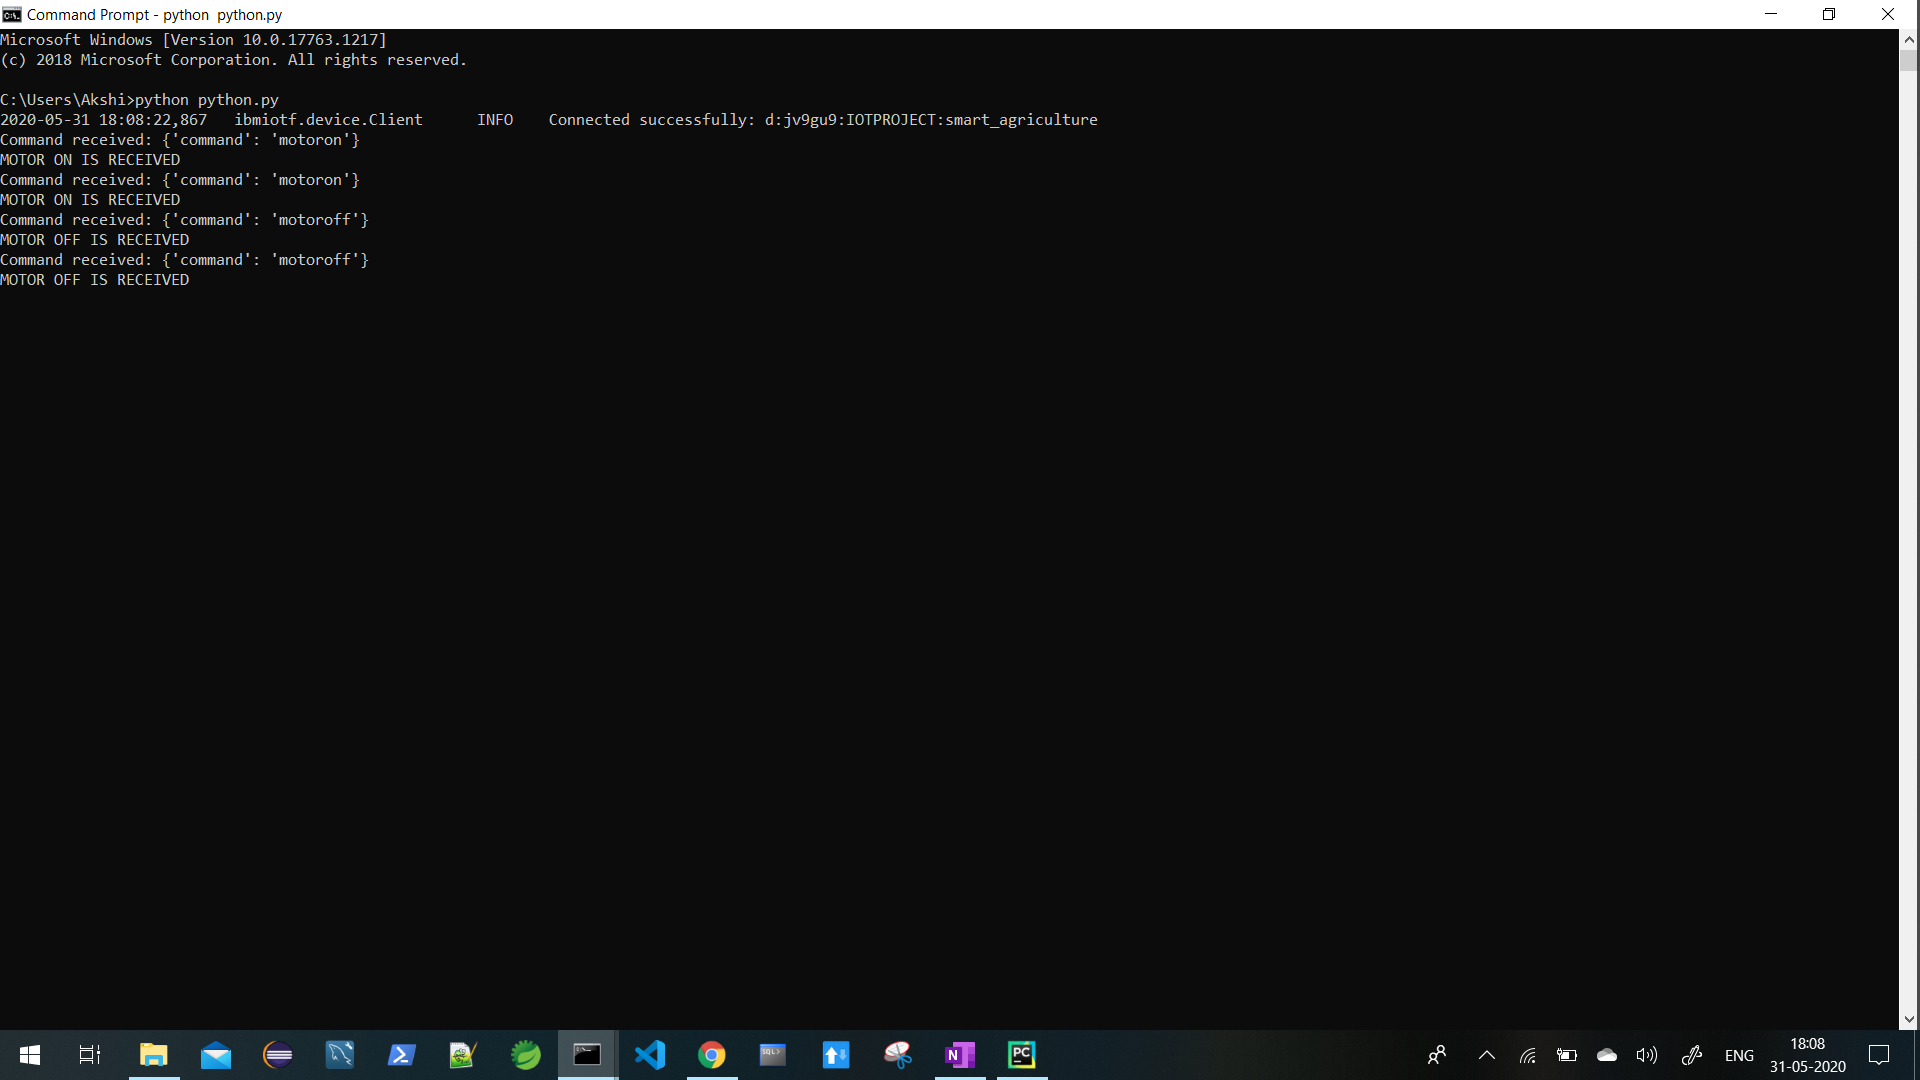 Command Prompt - python  python.py
Microsoft Windows [Version 10.0.17763.1217]
(c) 2018 Microsoft Corporation. All rights reserved.
C:\Users\Akshi>python python.py
2020-05-31 18:08:22,867   ibmiotf.device.Client      INFO    Connected successfully: d:jv9gu9:IOTPROJECT:smart_agriculture
Command received: {'command': 'motoron'}
MOTOR ON IS RECEIVED
Command received: {'command': 'motoron'}
MOTOR ON IS RECEIVED
Command received: {'command': 'motoroff'}
MOTOR OFF IS RECEIVED
Command received: {'command': 'motoroff'}
MOTOR OFF IS RECEIVED
SQL>
N
PC
ENG
18:08
31-05-2020